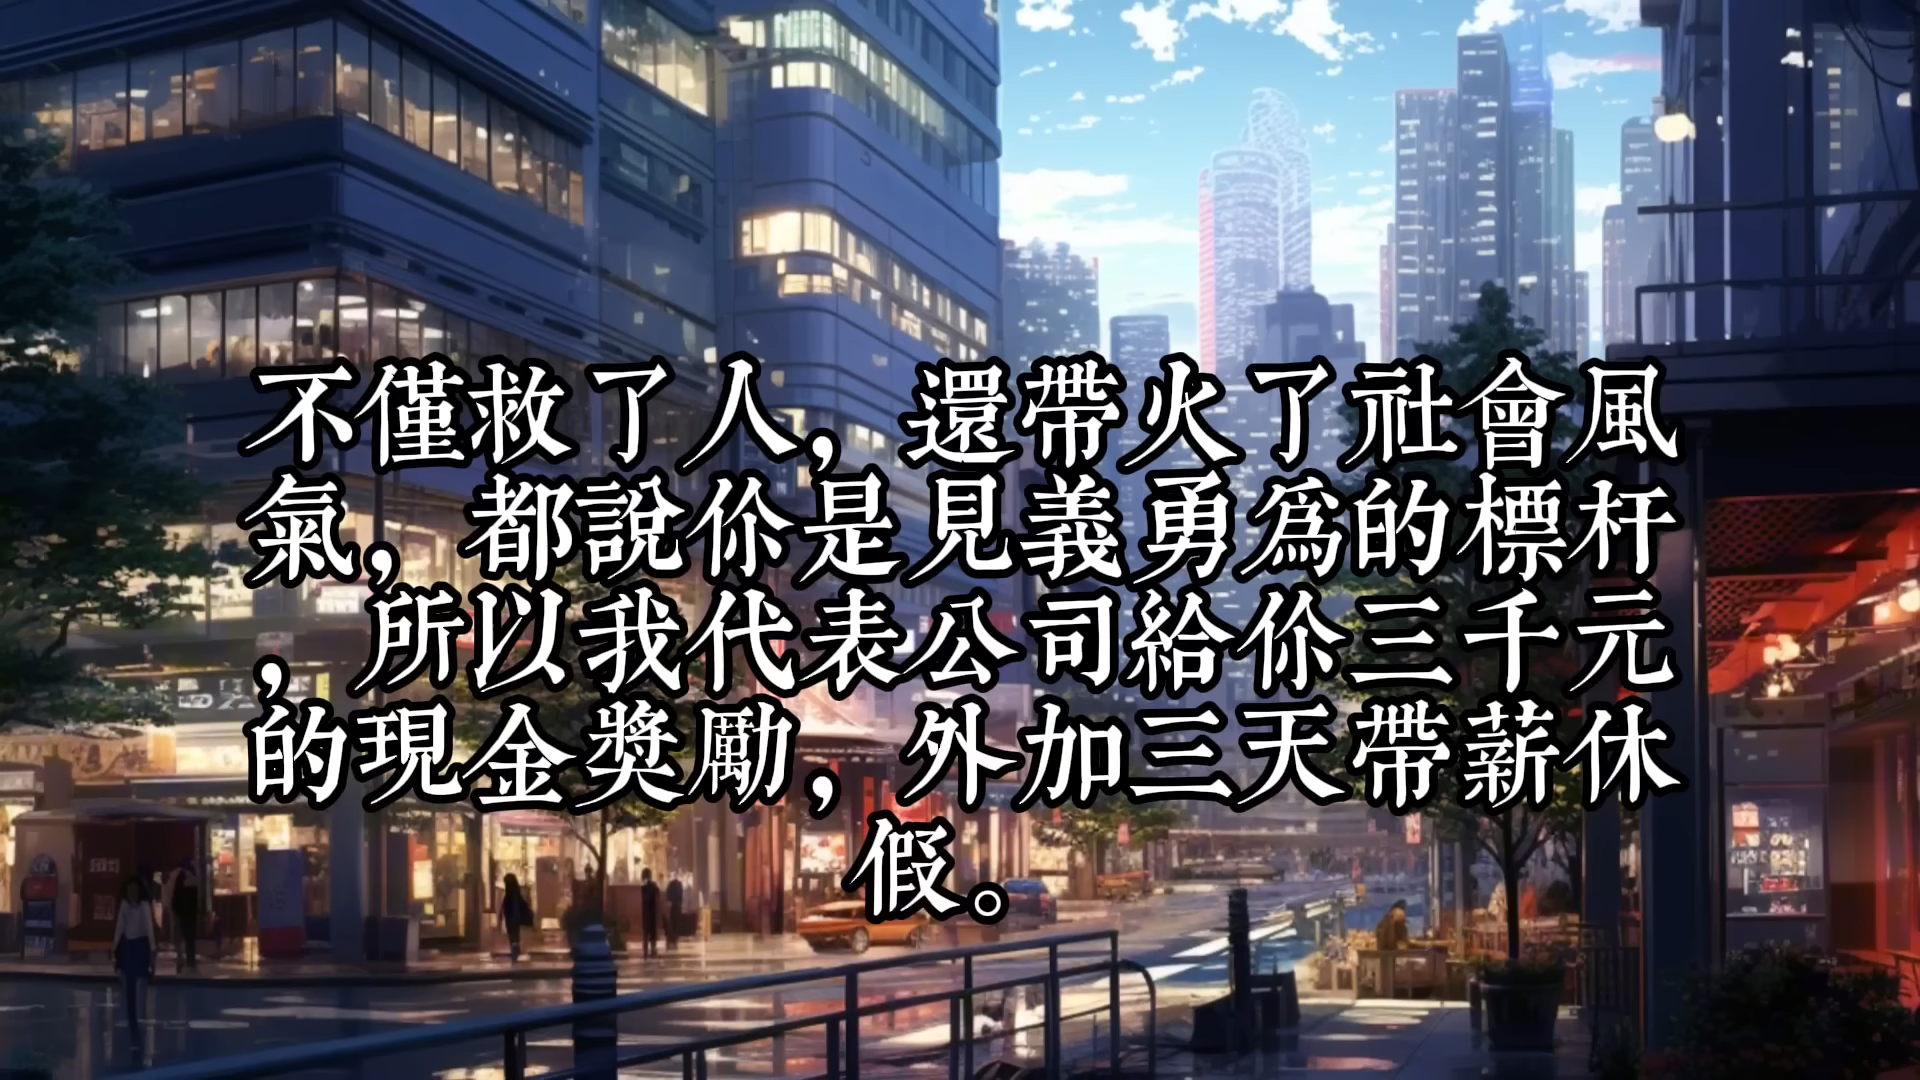 不僅救了人，還帶火了社會風
氣，都說你是見義勇爲的標杆
，所以我代表公司給你三千元
的現金獎勵，外加三天帶薪休
假。